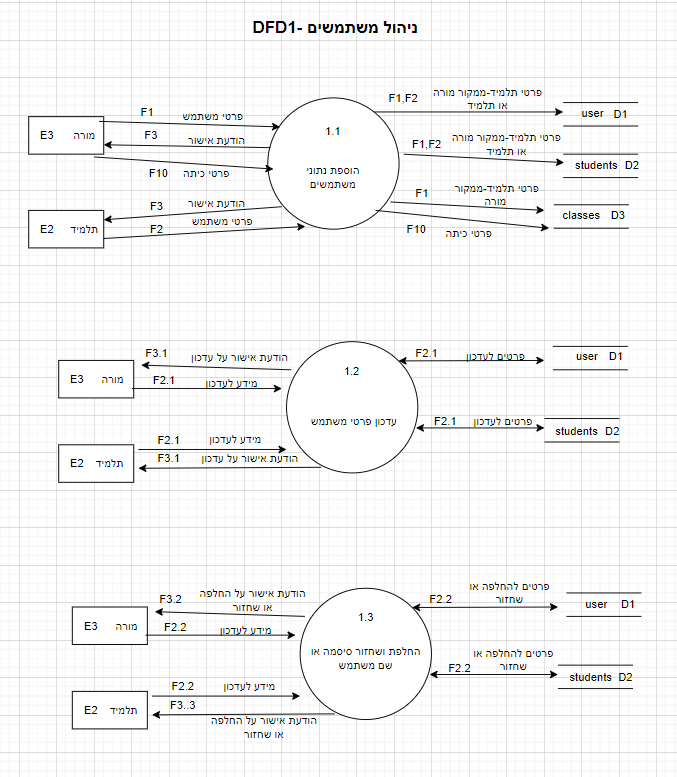 ניהול משתמשים -DFD1
F1 פרטי משתמש
E3 מורה
F3 הודעת אישור
F10 פרטי כיתה
F3 הודעת אישור
F2 פרטי משתמש
E2 תלמיד
1.1
הוספת נתוני
משתמשים
F1,F2 פרטי תלמיד-ממקור מורה
או תלמיד
user D1
F1,F2 פרטי תלמיד-ממקור מורה
או תלמיד
students D2
F1 פרטי תלמיד-ממקור
מורה
classes D3
F10 פרטי כיתה
F3.1 הודעת אישור על עדכון
E3 מורה
F2.1 מידע לעדכון
F2.1 מידע לעדכון
E2 תלמיד
F3.1 הודעת אישור על עדכון
1.2
עדכון פרטי משתמש
F2.1 פרטים לעדכון
user D1
F2.1 פרטים לעדכון
students D2
F3.2 הודעת אישור על החלפה
או שחזור
E3 מורה
F2.2 מידע לעדכון
F2.2 מידע לעדכון
E2 תלמיד
F3..3
הודעת אישור על החלפה
או שחזור
1.3
החלפת ושחזור סיסמה או
שם משתמש
פרטים להחלפה או
F2.2 שחזור
user D1
פרטים להחלפה או
F2.2 שחזור
students D2